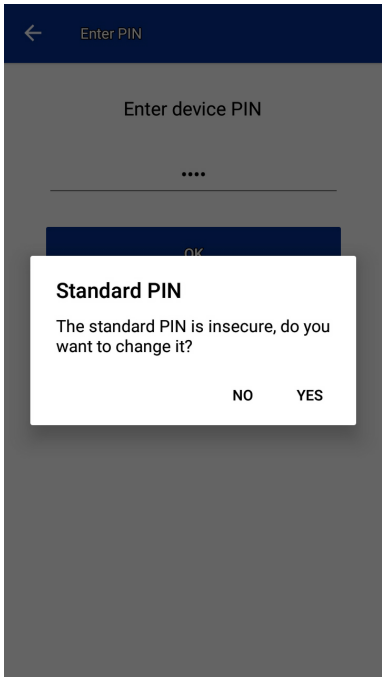 Enter PIN
Enter device PIN
••••
OK
Standard PIN
The standard PIN is insecure, do you
want to change it?
NO YES